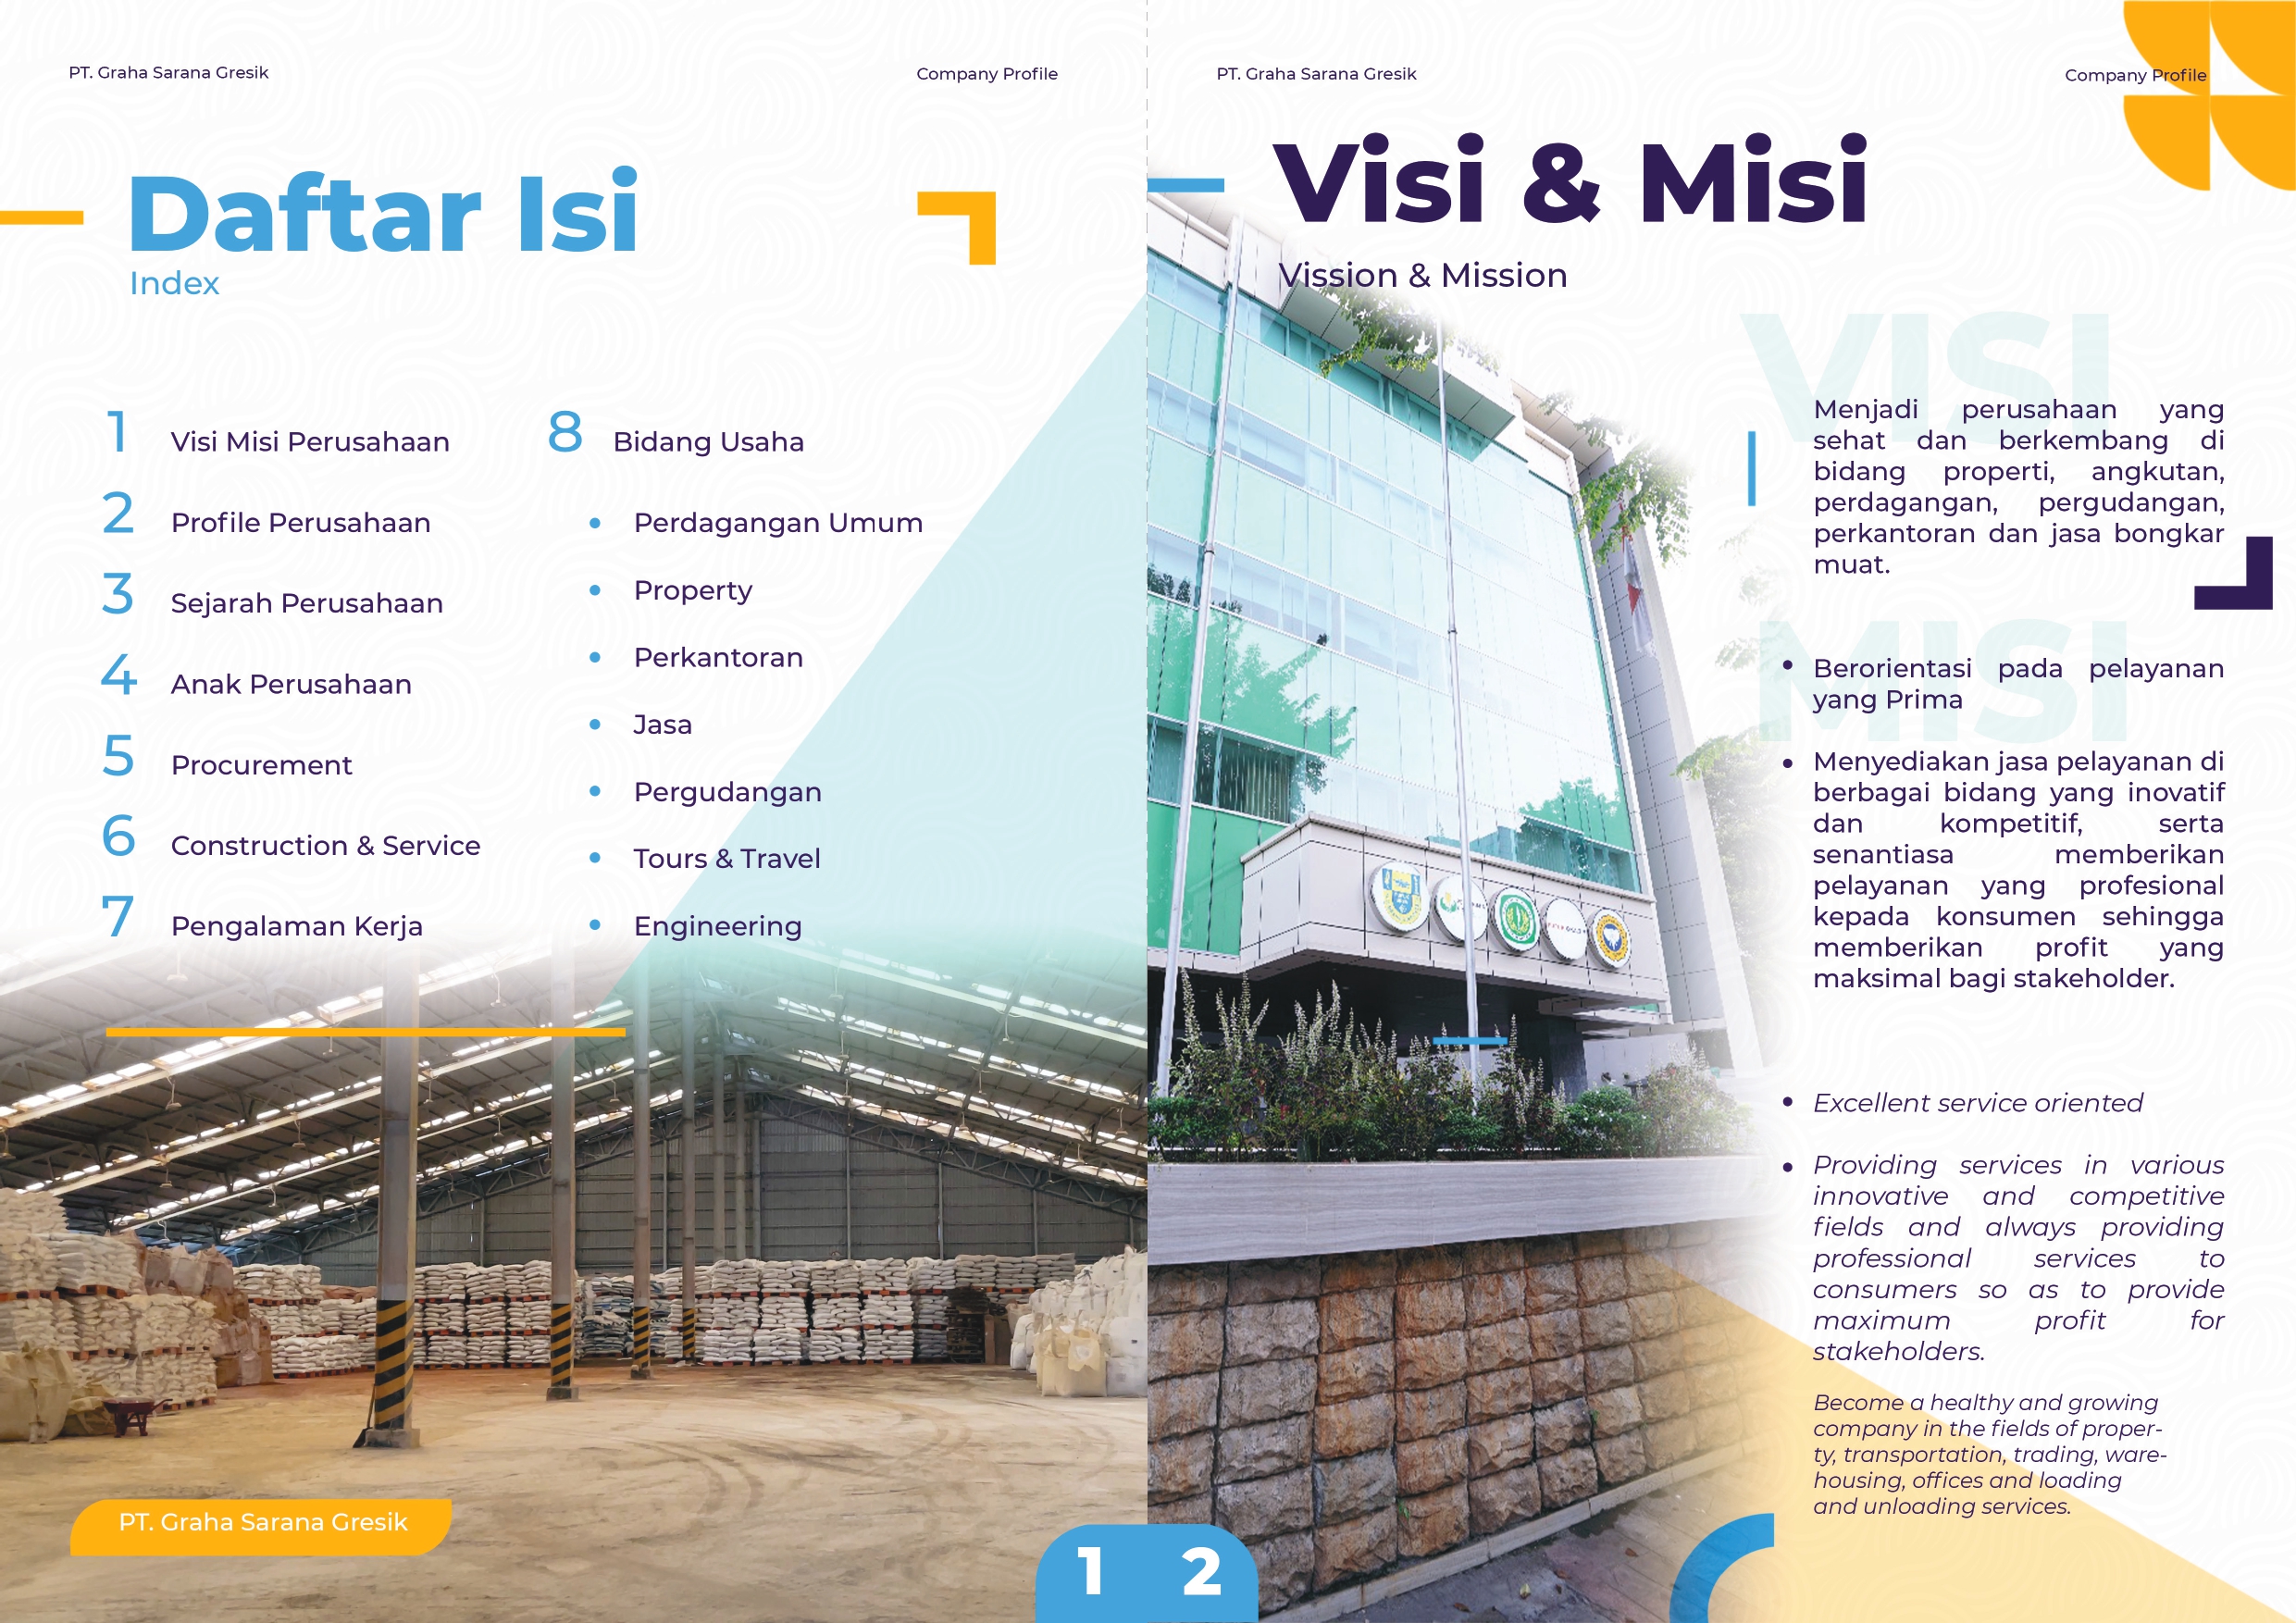 PT. Graha Sarana Gresik
Company Profile
Daftar Isi
Index
1 Visi Misi Perusahaan
2 Profile Perusahaan
3 Sejarah Perusahaan
4 Anak Perusahaan
5 Procurement
6 Construction & Service
7 Pengalaman Kerja
8 Bidang Usaha
• Perdagangan Umum
• Property
• Perkantoran
• Jasa
• Pergudangan
• Tours & Travel
• Engineering
PT. Graha Sarana Gresik
1
PT. Graha Sarana Gresik
Company Profile
Visi & Misi
Vission & Mission
VISI
Menjadi perusahaan yang
sehat dan berkembang di
bidang properti, angkutan,
perdagangan, pergudangan,
perkantoran dan jasa bongkar
muat.
MISI
• Berorientasi pada pelayanan
yang Prima
• Menyediakan jasa pelayanan di
berbagai bidang yang inovatif
dan kompetitif, serta
senantiasa memberikan
pelayanan yang profesional
kepada konsumen sehingga
memberikan profit yang
maksimal bagi stakeholder.
• Excellent service oriented
• Providing services in various
innovative and competitive
fields and always providing
professional services to
consumers so as to provide
maximum profit for
stakeholders.
Become a healthy and growing
company in the fields of proper-
ty, transportation, trading, ware-
housing, offices and loading
and unloading services.
2